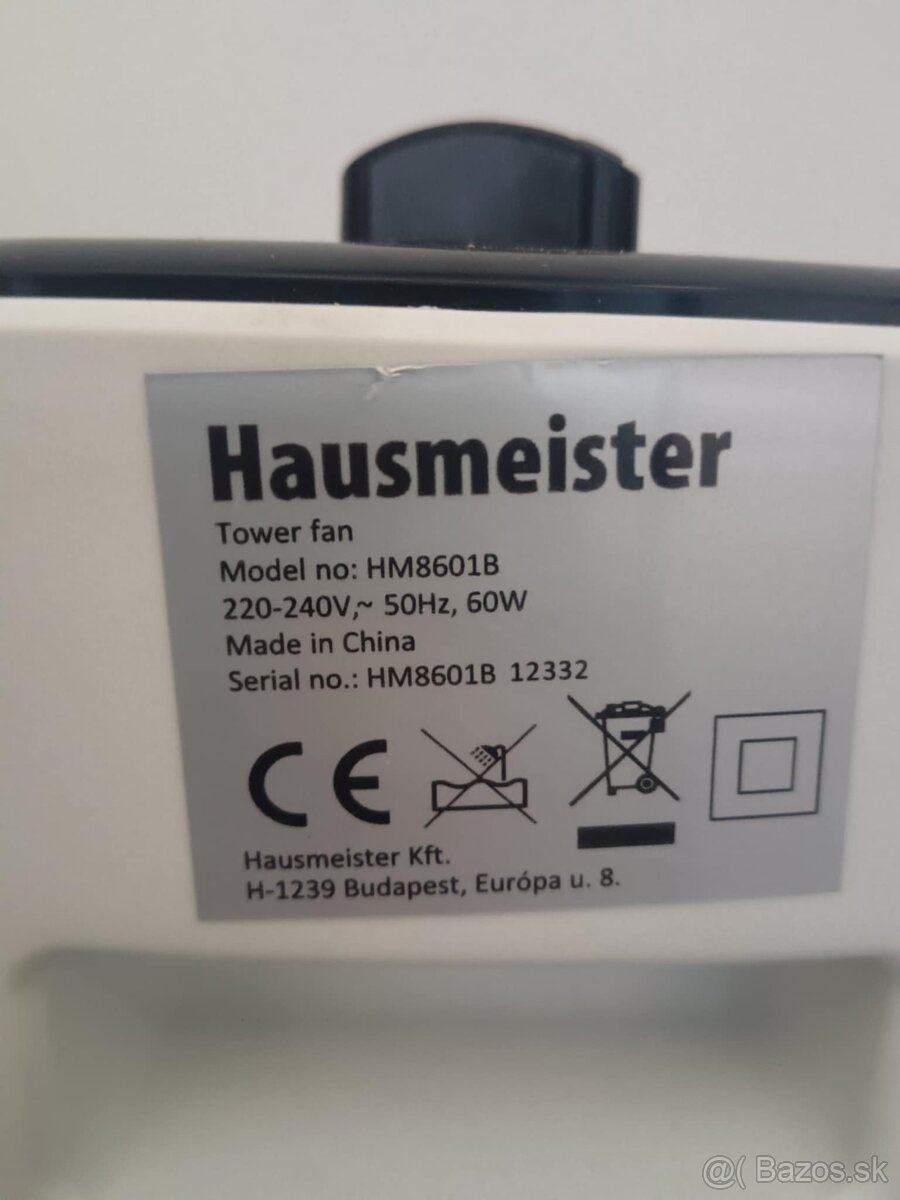 Hausmeister
Tower fan
Model no: HM8601B
220-240V,~ 50Hz, 60W
Made in China
Serial no.: HM8601B 12332
CE
Hausmeister Kft.
H-1239 Budapest, Európa u. 8.
@( Bazos.sk